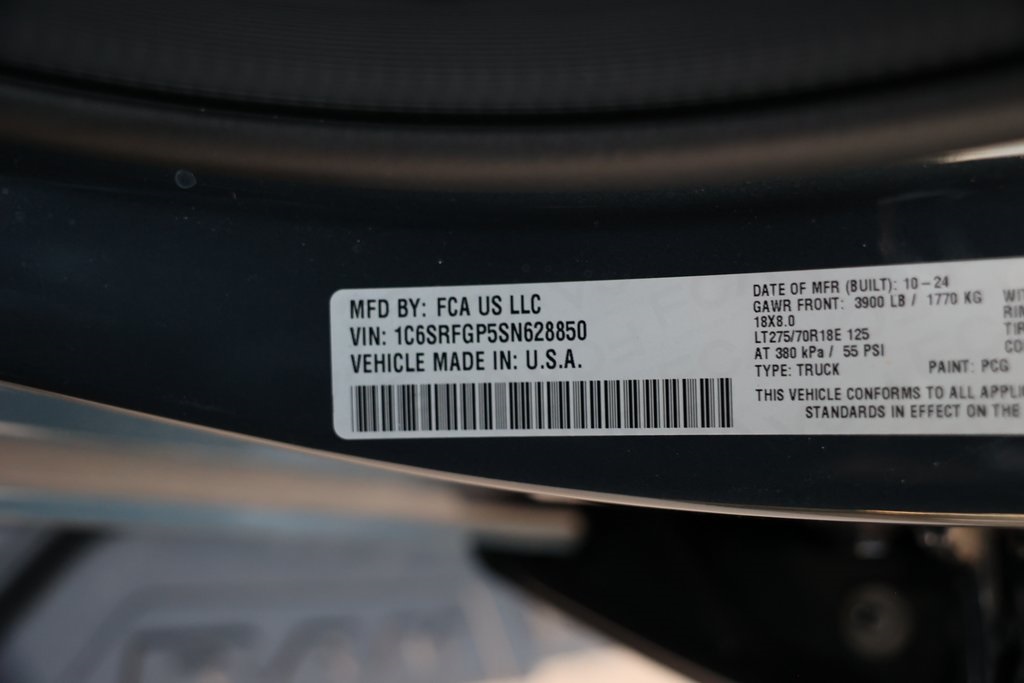 MFD BY: FCA US LLC
VIN: 1C6SRFGP5SN628850
VEHICLE MADE IN: U.S.A.
DATE OF MFR (BUILT): 10-24
GAWR FRONT: 3900 LB / 1770 KG
18X8.0
LT275/70R18E 125
AT 380 kPa / 55 PSI
TYPE: TRUCK PAINT: PCG
THIS VEHICLE CONFORMS TO ALL
STANDARDS IN EFFECT ON THE